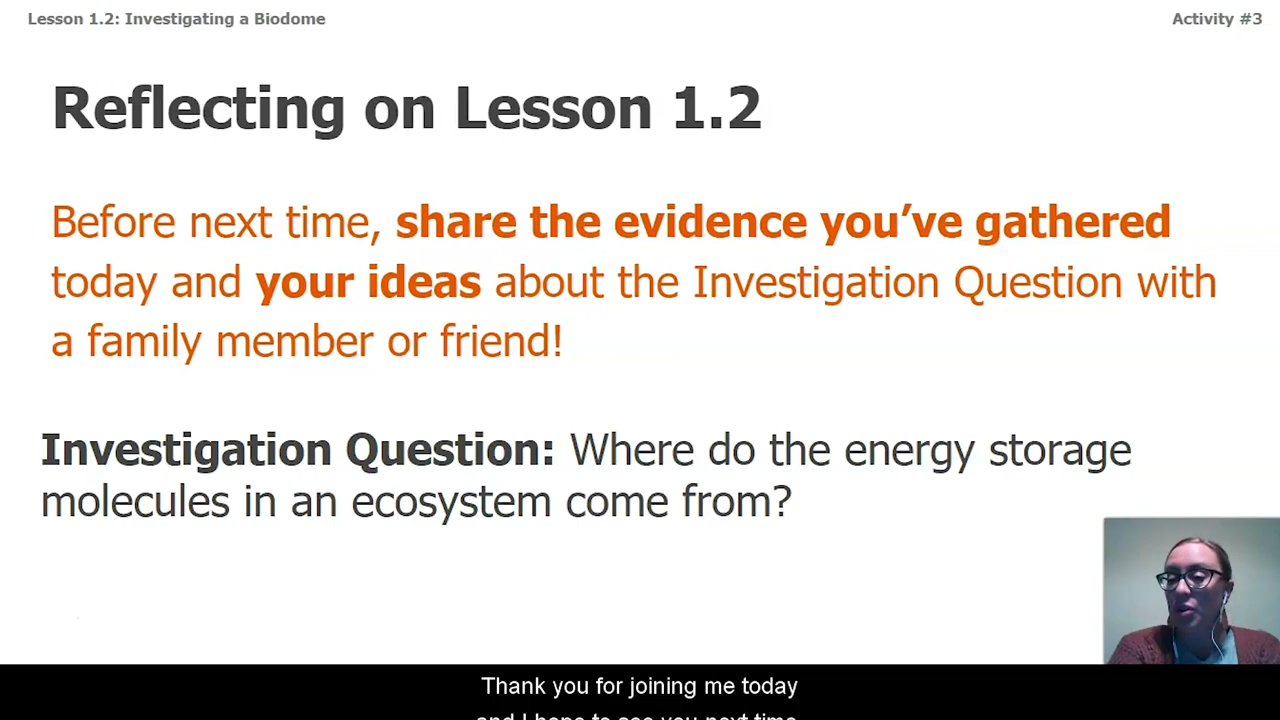 Lesson 1.2: Investigating a Biodome
Activity #3
Reflecting on Lesson 1.2
Before next time, share the evidence you’ve gathered
today and your ideas about the Investigation Question with
a family member or friend!
Investigation Question: Where do the energy storage
molecules in an ecosystem come from?
Thank you for joining me today
and I hope to see you next time